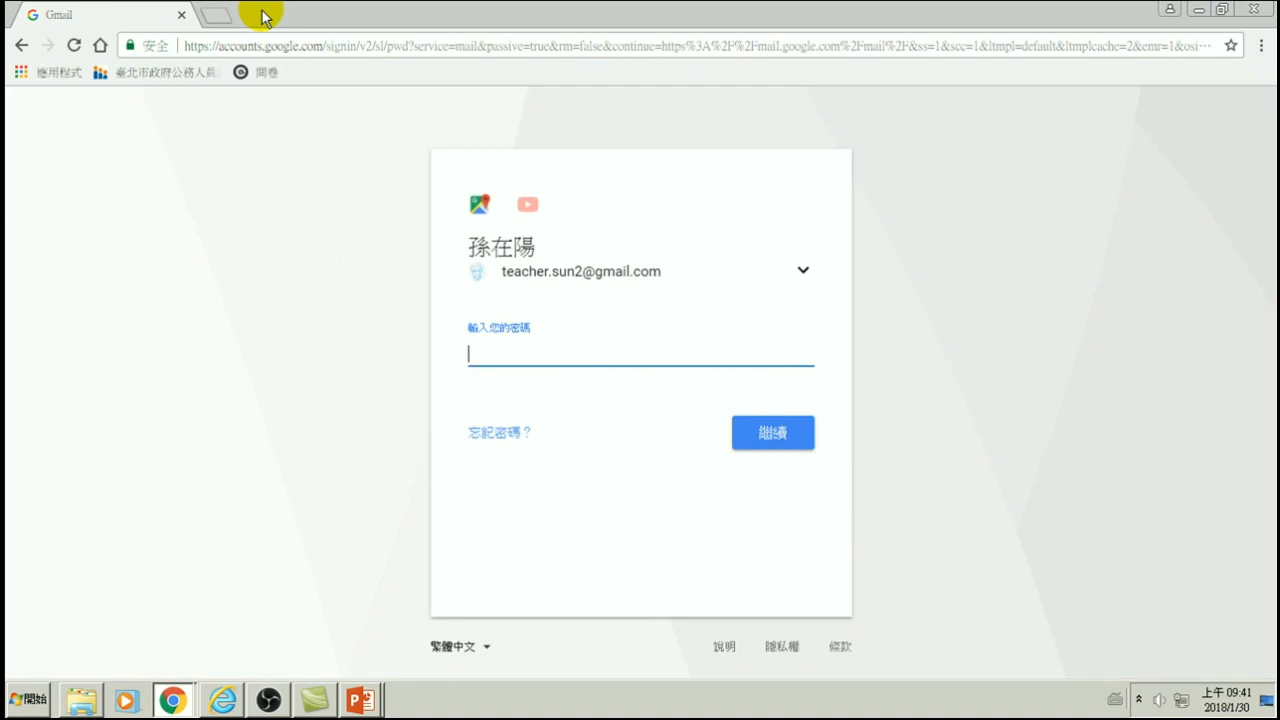 Gmail
安全 https://accounts.google.com/signin/v2/sl/pwd?service=mail&passive=true&rm=false&continue=https%3A%2F%2Fmail.google.com%2Fmail%2F&ss=1&scc=1&ltmpl=default&ltmplcache=2&emr=1&osi···
應用程式 臺北市政府公務人員 問卷
孫在陽
teacher.sun2@gmail.com
輸入您的密碼
忘記密碼？ 繼續
繁體中文 說明 隱私權 條款
開始
上午 09:41
2018/1/30